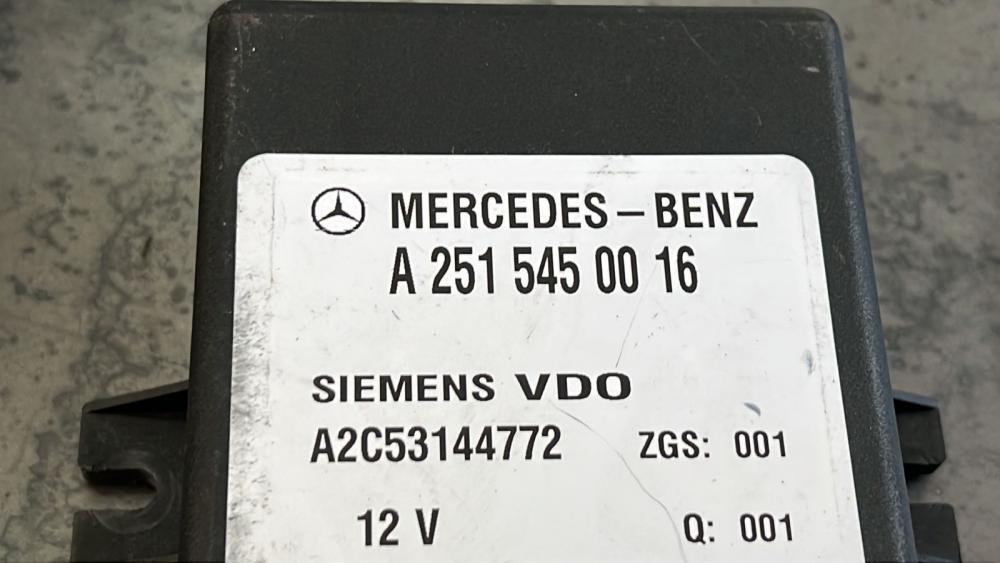 MERCEDES – BENZ
A 251 545 00 16
SIEMENS VDO
A2C53144772 ZGS: 001
12 V Q: 001